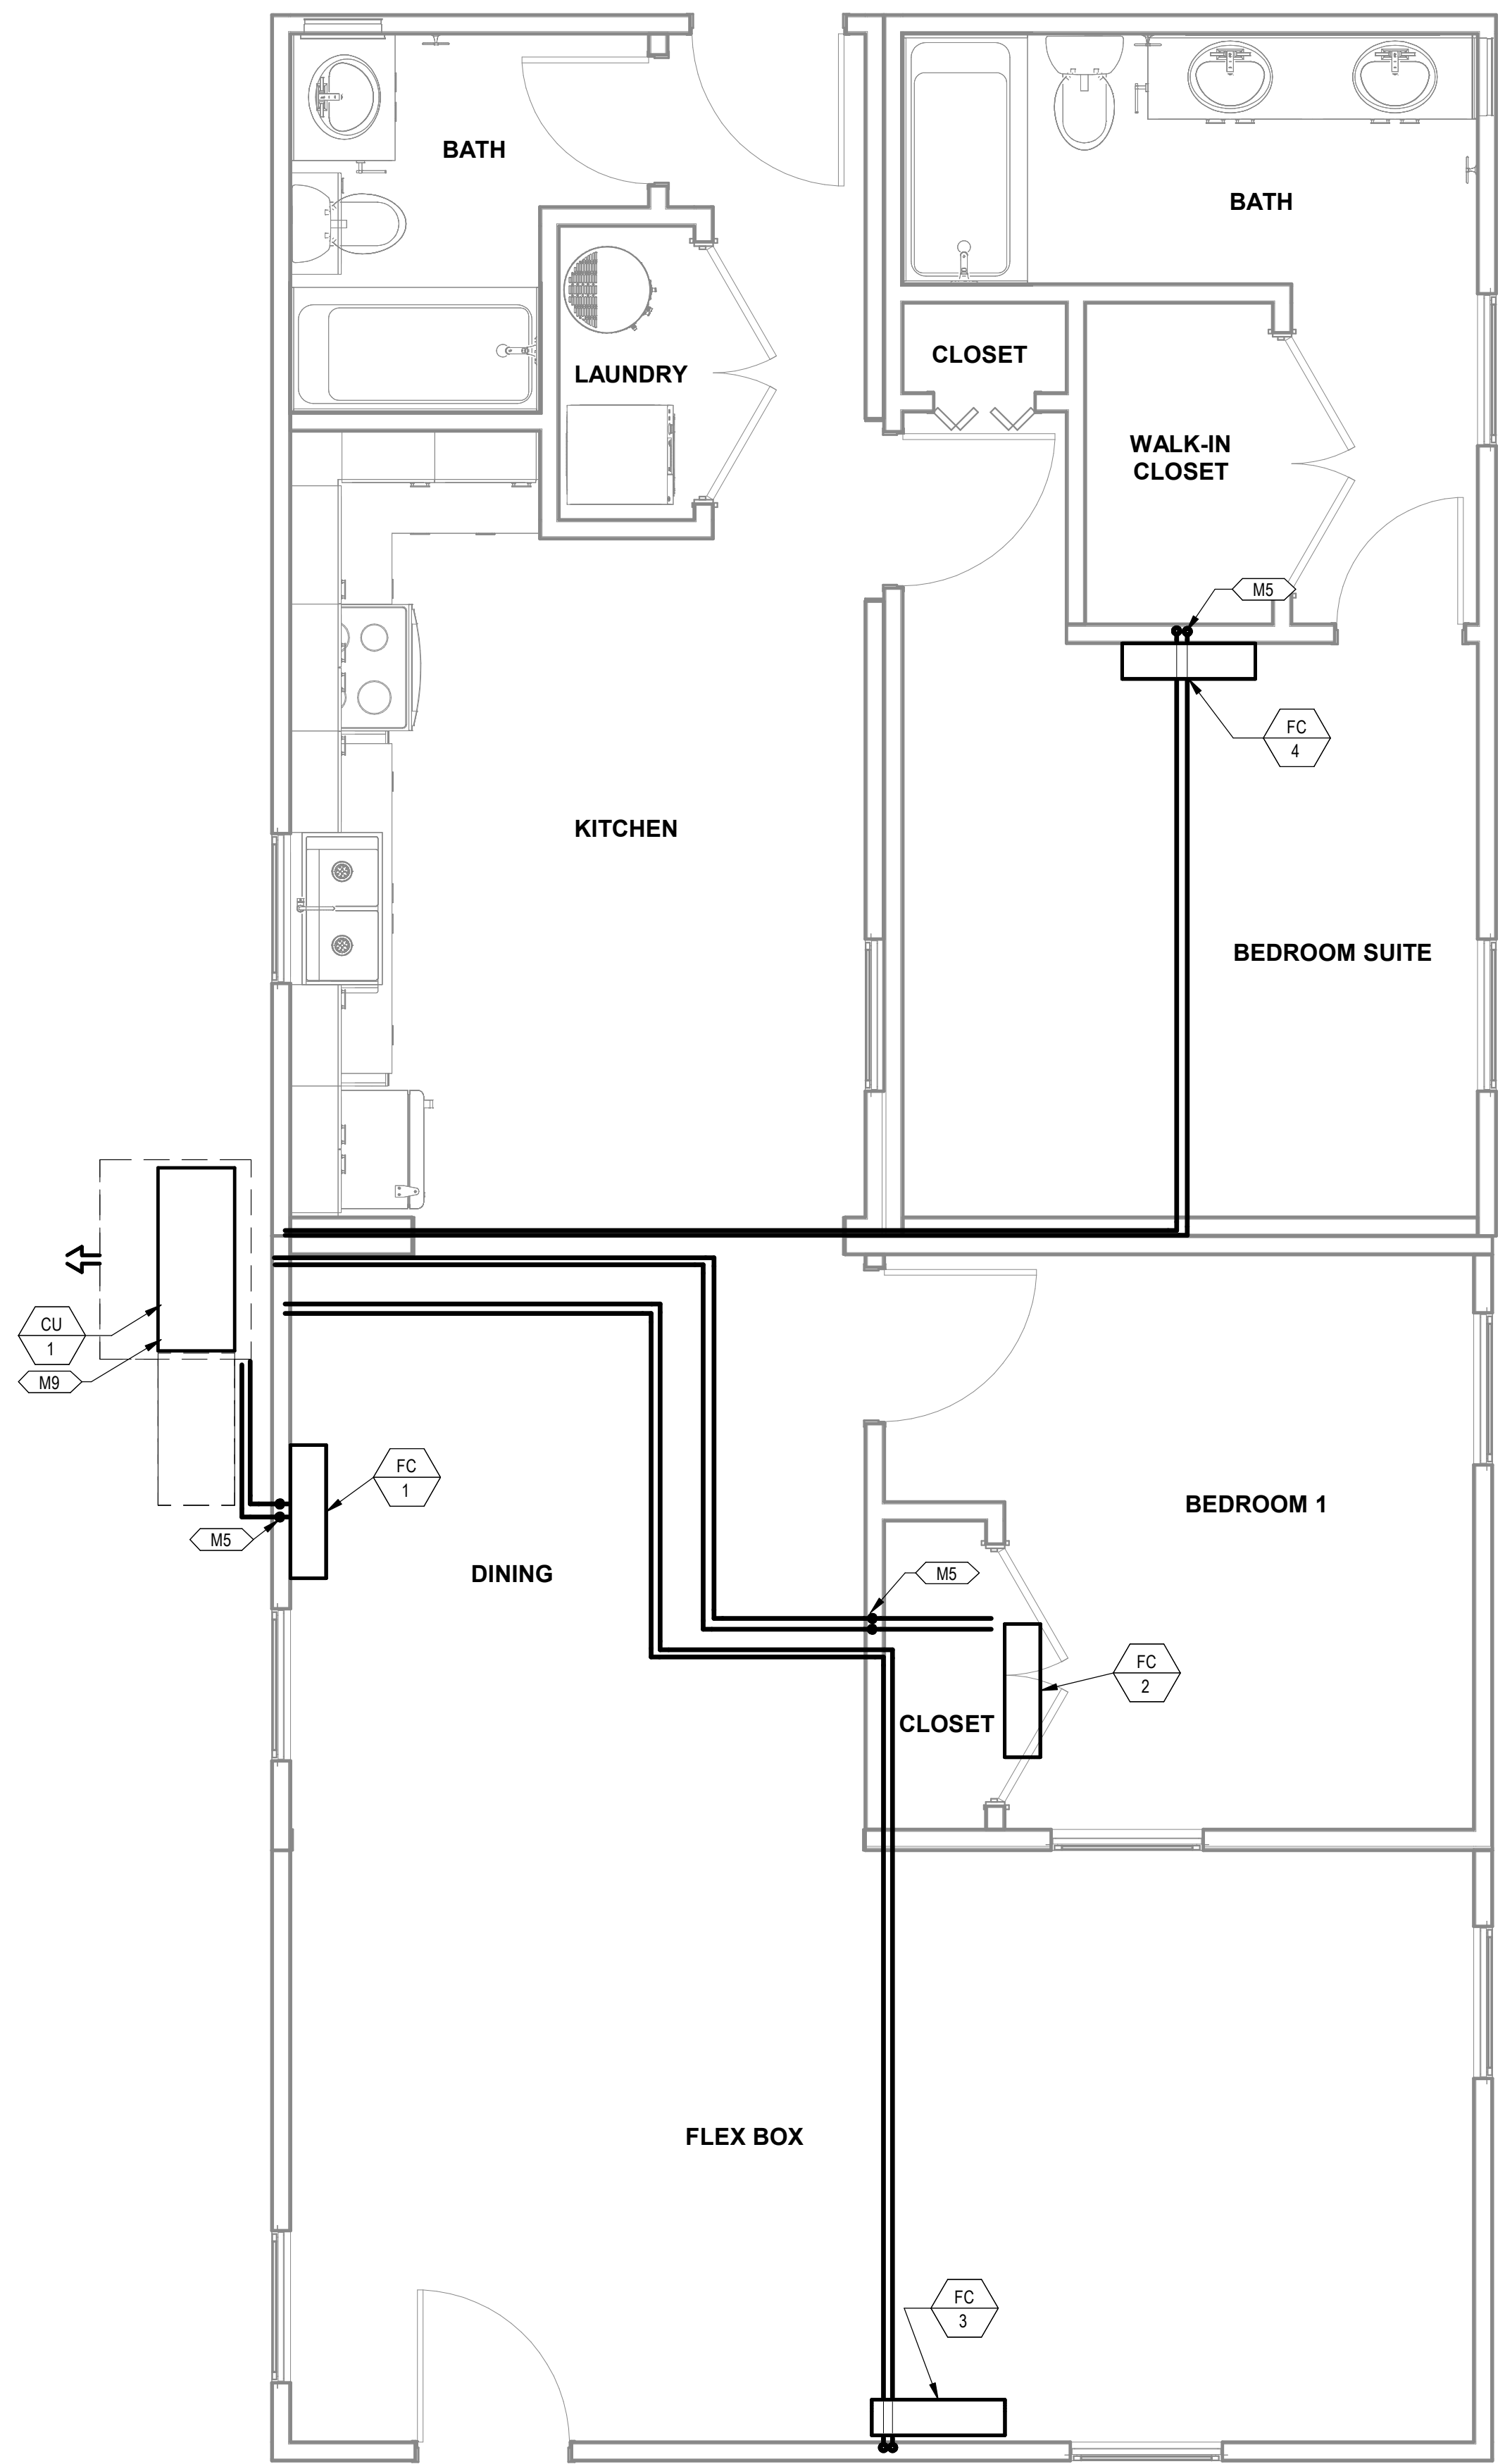 BATH
BATH
CLOSET
LAUNDRY
WALK-IN
CLOSET
M5
FC
4
KITCHEN
BEDROOM SUITE
CU
1
M9
FC
1
M5
BEDROOM 1
DINING
M5
FC
2
CLOSET
FLEX BOX
FC
3